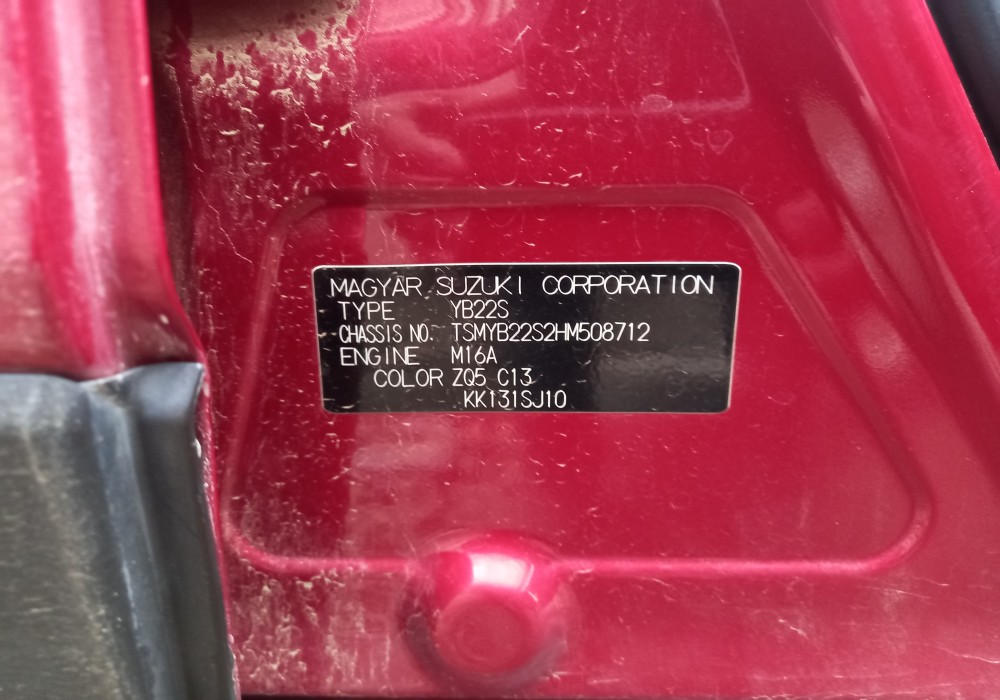 MAGYAR SUZUKI CORPORATION
TYPE YB22S
CHASSIS NO. TSMYB22S2HM508712
ENGINE M16A
COLOR ZQ5 C13
KK131SJ10